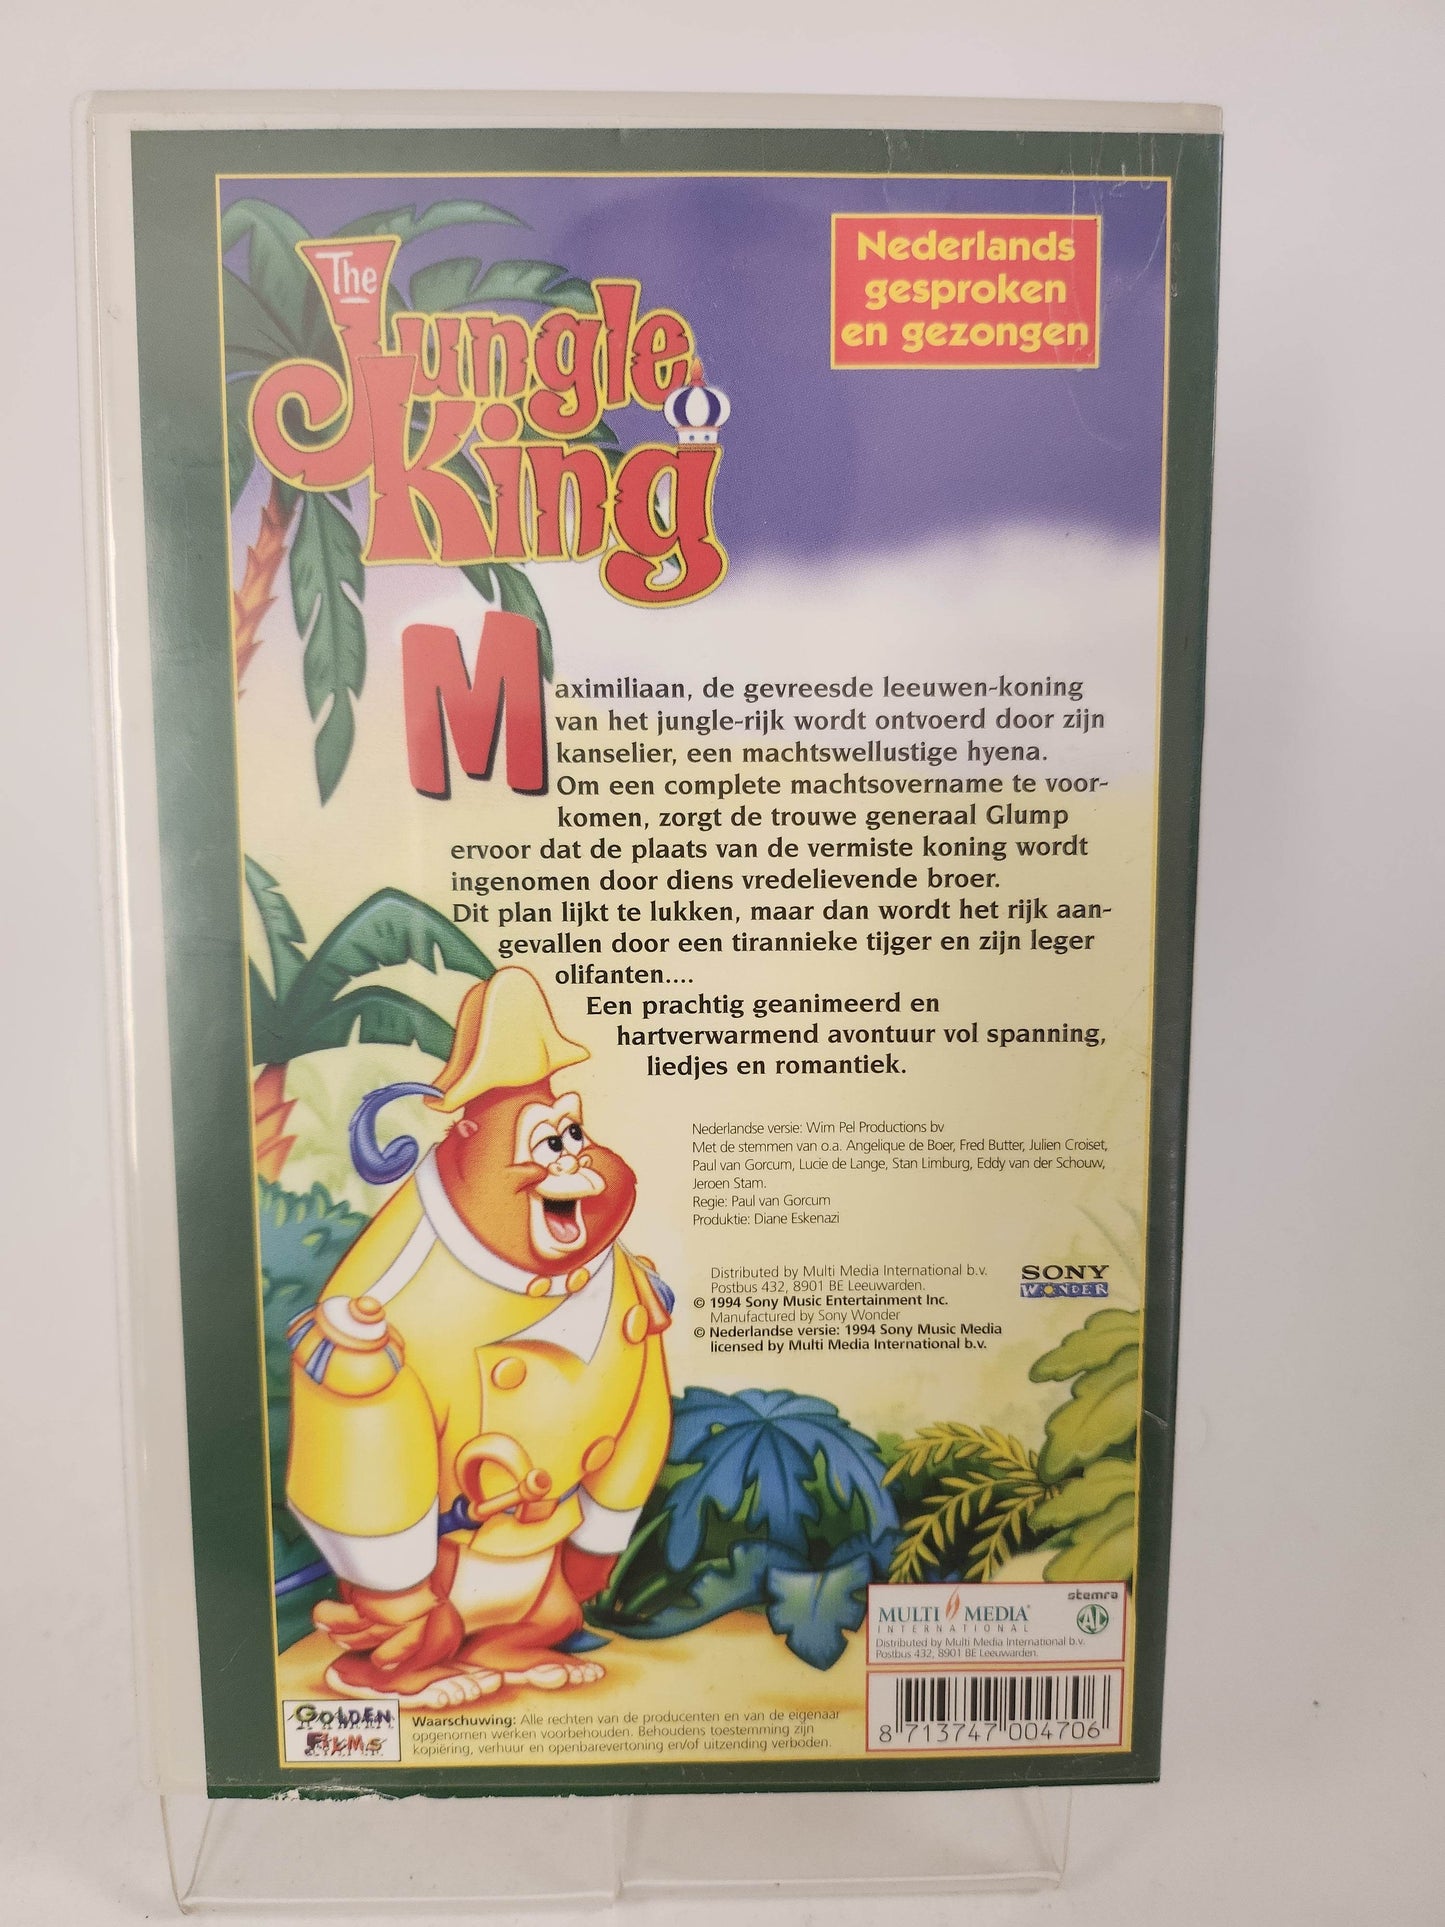 The
Jungle
King
Nederlands
gesproken
en gezongen
Maximiliaan, de gevreesde leeuwen-koning
van het jungle-rijk wordt ontvoerd door zijn
kanselier, een machtswellustige hyena.
Om een complete machtsovername te voor-
komen, zorgt de trouwe generaal Glump
ervoor dat de plaats van de vermiste koning wordt
ingenomen door diens vredelievende broer.
Dit plan lijkt te lukken, maar dan wordt het rijk aan-
gevallen door een tirannieke tijger en zijn leger
olifanten....
Een prachtig geanimeerd en
hartverwarmend avontuur vol spanning,
liedjes en romantiek.
Nederlandse versie: Wim Pel Productions bv
Met de stemmen van o.a. Angelique de Boer, Fred Butter, Julien Croiset,
Paul van Gorcum, Lucie de Lange, Stan Limburg, Eddy van der Schouw,
Jeroen Stam.
Regie: Paul van Gorcum
Produktie: Diane Eskenazi
Distributed by Multi Media International b.v.
Postbus 432, 8901 BE Leeuwarden.
© 1994 Sony Music Entertainment Inc.
Manufactured by Sony Wonder
© Nederlandse versie: 1994 Sony Music Media
licensed by Multi Media International b.v.
SONY
WONDER
stemra
MULTI MEDIA
INTERNATIONAL
Distributed by Multi Media International b.v.
Postbus 432, 8901 BE Leeuwarden.
8 713747 004706
GOLDEN
FILMS
Waarschuwing: Alle rechten van de producenten en van de eigenaar
opgenomen werken voorbehouden. Behoudens toestemming zijn
kopiëring, verhuur en openbarevertoning en/of uitzending verboden.